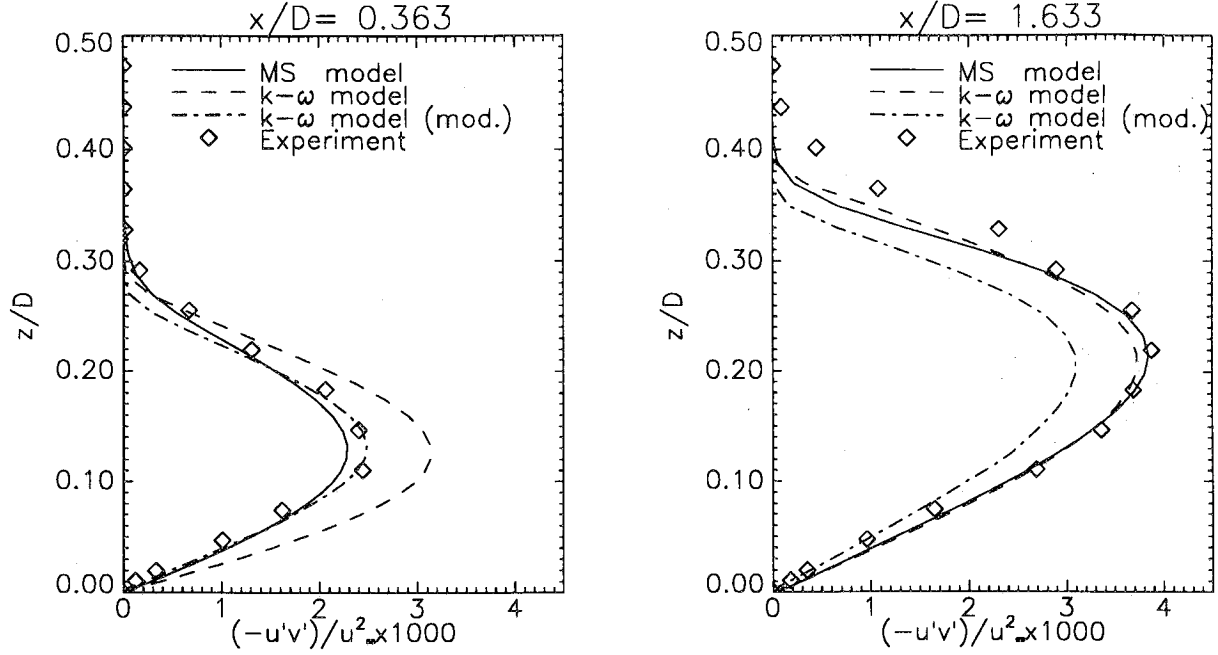 x/D= 0.363
0.50
0.40
0.30
0.20
0.10
0.00
z/D
MS model
k-ω model
k-ω model (mod.)
Experiment
0 1 2 3 4
(-u'v')/u²∞x1000
x/D= 1.633
0.50
0.40
0.30
0.20
0.10
0.00
z/D
MS model
k-ω model
k-ω model (mod.)
Experiment
0 1 2 3 4
(-u'v')/u²∞x1000